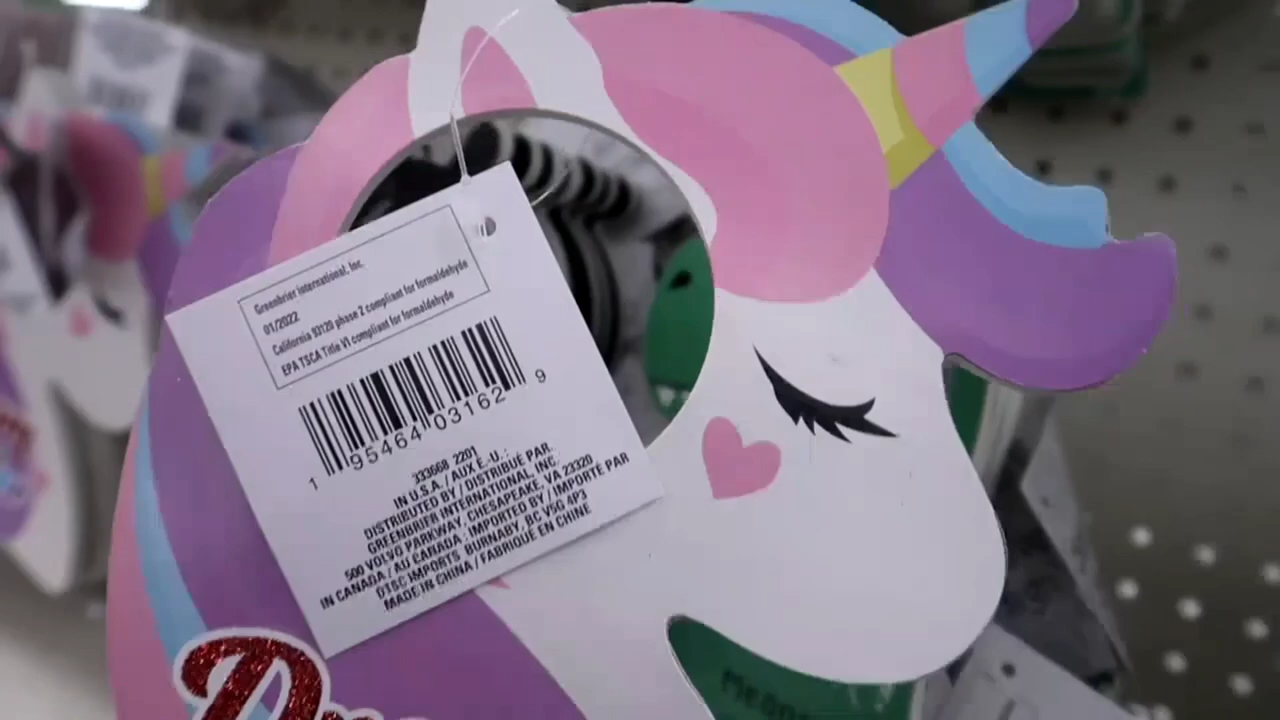 Greenbrier international, Inc.
01/2022
California 93120 phase 2 compliant for formaldehyde
EPA TSCA Title VI compliant for formaldehyde
1 95464 03162 9
333668 2201
IN U.S.A. / AUX E.-U. :
DISTRIBUTED BY / DISTRIBUÉ PAR
GREENBRIER INTERNATIONAL, INC.
500 VOLVO PARKWAY, CHESAPEAKE, VA 23320
IN CANADA / AU CANADA : IMPORTED BY / IMPORTÉ PAR
DTSC IMPORTS BURNABY, BC V5G 4P3
MADE IN CHINA / FABRIQUÉ EN CHINE